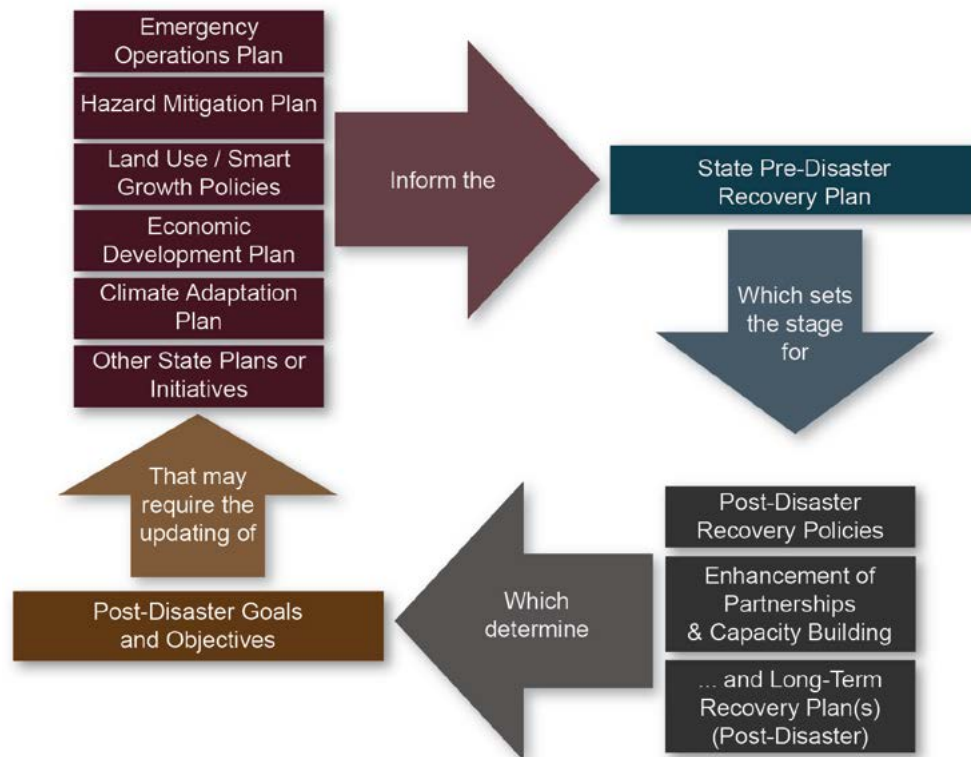 Emergency
Operations Plan
Hazard Mitigation Plan
Land Use / Smart
Growth Policies
Economic
Development Plan
Climate Adaptation
Plan
Other State Plans or
Initiatives
Inform the
State Pre-Disaster
Recovery Plan
Which sets
the stage
for
Post-Disaster
Recovery Policies
Enhancement of
Partnerships
& Capacity Building
... and Long-Term
Recovery Plan(s)
(Post-Disaster)
Which
determine
Post-Disaster Goals
and Objectives
That may
require the
updating of